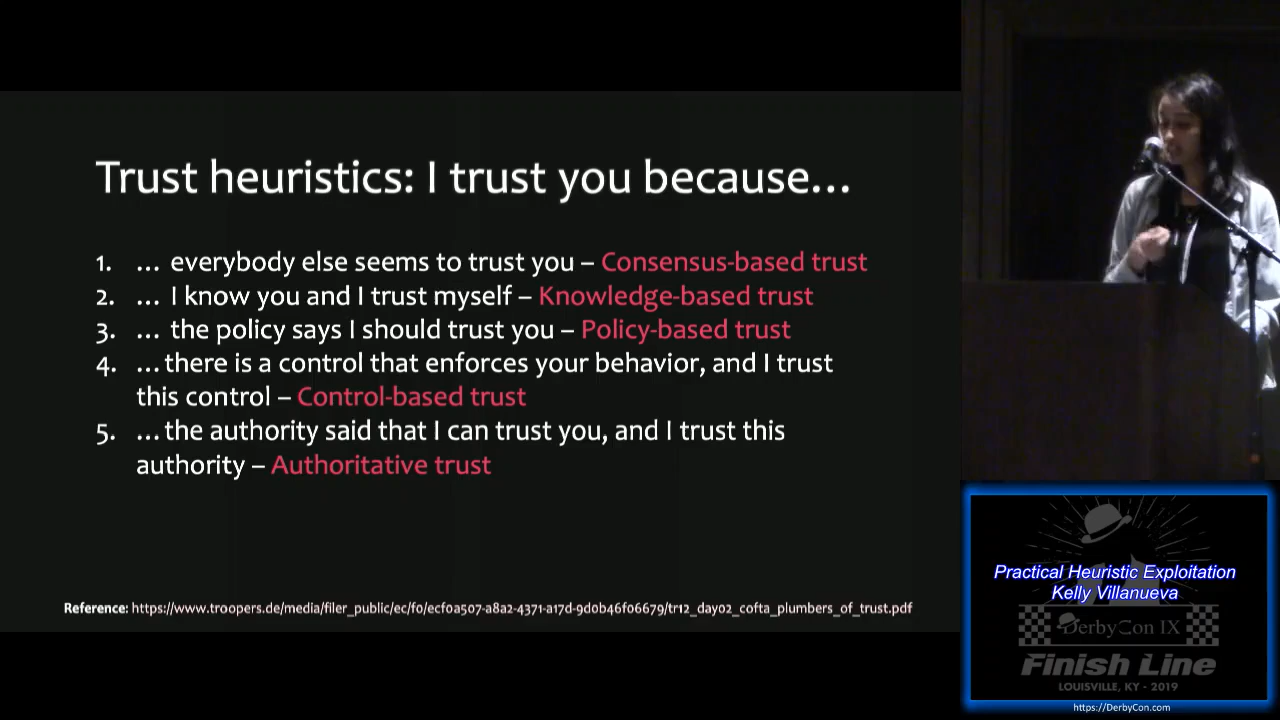 Trust heuristics: I trust you because...
1. ... everybody else seems to trust you – Consensus-based trust
2. ... I know you and I trust myself – Knowledge-based trust
3. ... the policy says I should trust you – Policy-based trust
4. ...there is a control that enforces your behavior, and I trust
this control – Control-based trust
5. ...the authority said that I can trust you, and I trust this
authority – Authoritative trust
Reference: https://www.troopers.de/media/filer_public/ec/f0/ecf0a507-a8a2-4371-a17d-9d0b46f06679/tr12_day02_cofta_plumbers_of_trust.pdf
Practical Heuristic Exploitation
Kelly Villanueva
DerbyCon IX
Finish Line
LOUISVILLE, KY - 2019
https://DerbyCon.com